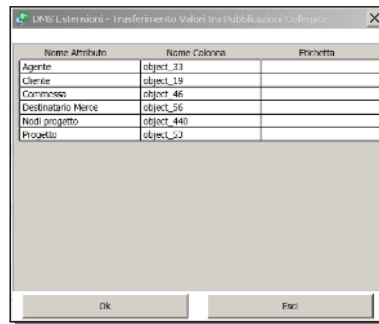 DMS Estensioni - Trasferimento Valori tra Pubblicazioni Collegate
Nome Attributo Nome Colonna Etichetta
Agente object_33
Cliente object_19
Commessa object_46
Destinatario Merce object_56
Nodi progetto object_440
Progetto object_53
Ok Esci